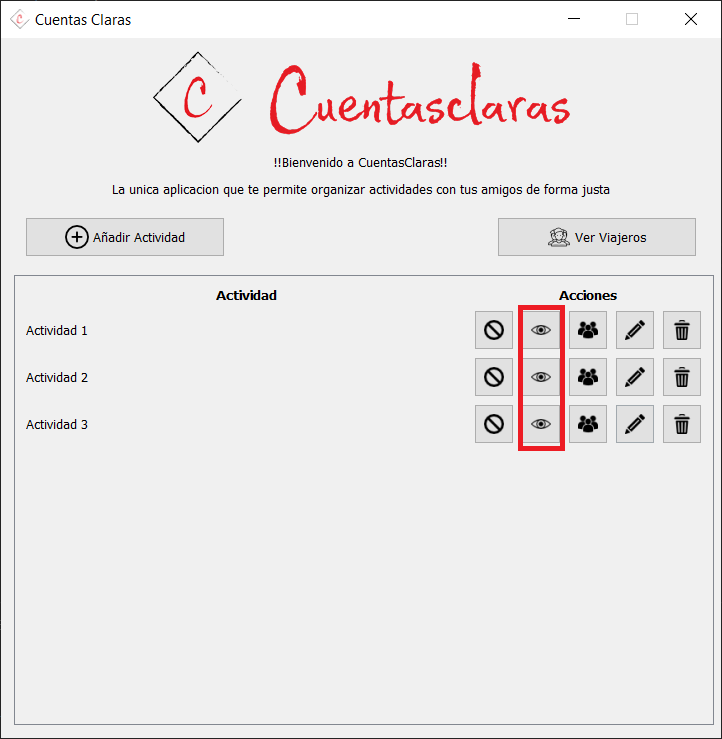 Cuentas Claras
C Cuentasclaras
!!Bienvenido a CuentasClaras!!
La unica aplicacion que te permite organizar actividades con tus amigos de forma justa
Añadir Actividad Ver Viajeros
Actividad Acciones
Actividad 1
Actividad 2
Actividad 3